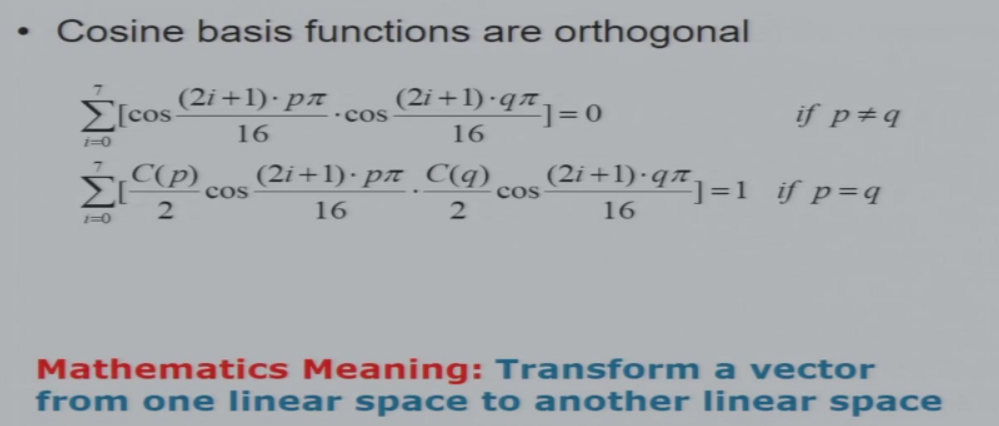 • Cosine basis functions are orthogonal
\sum_{i=0}^{7} [\cos \frac{(2i+1) \cdot p\pi}{16} \cdot \cos \frac{(2i+1) \cdot q\pi}{16}] = 0 if p ≠ q
\sum_{i=0}^{7} [\frac{C(p)}{2} \cos \frac{(2i+1) \cdot p\pi}{16} \cdot \frac{C(q)}{2} \cos \frac{(2i+1) \cdot q\pi}{16}] = 1 if p = q
Mathematics Meaning: Transform a vector
from one linear space to another linear space